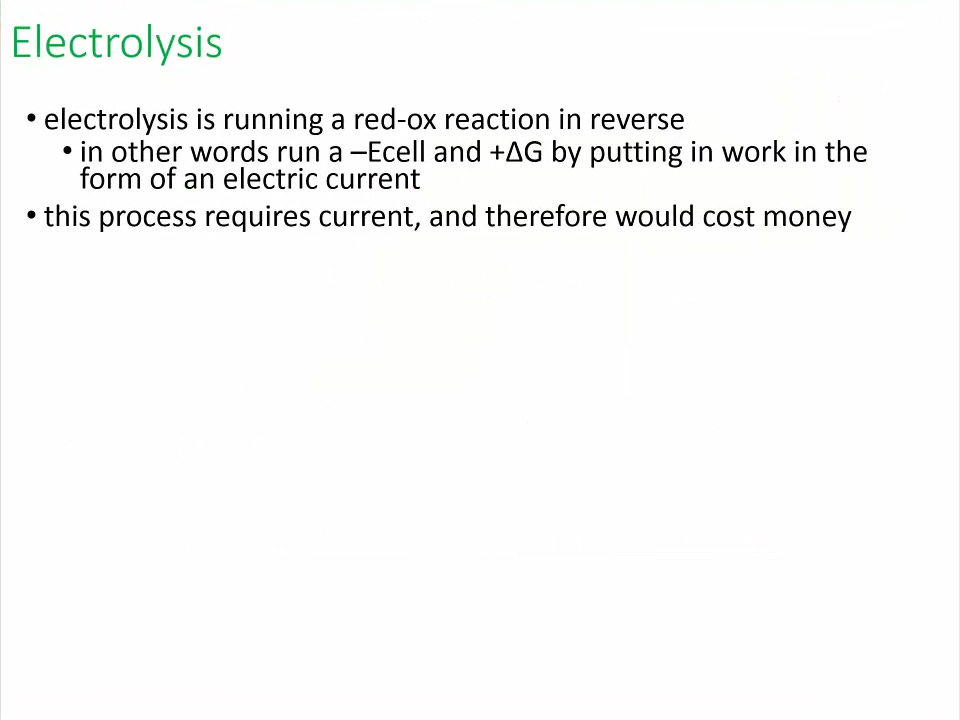 Electrolysis
• electrolysis is running a red-ox reaction in reverse
• in other words run a –Ecell and +ΔG by putting in work in the
form of an electric current
• this process requires current, and therefore would cost money